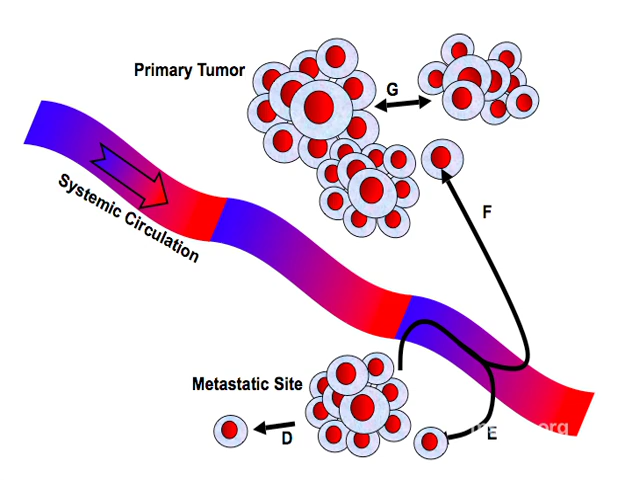 Primary Tumor
G
Systemic Circulation
F
Metastatic Site
D
E